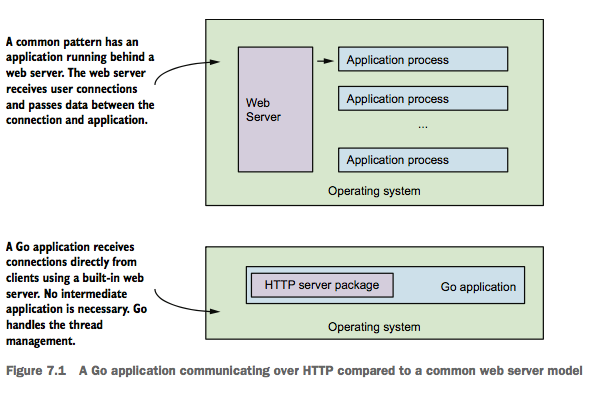 A common pattern has an
application running behind a
web server. The web server
receives user connections
and passes data between the
connection and application.
Web
Server
Application process
Application process
...
Application process
Operating system
A Go application receives
connections directly from
clients using a built-in web
server. No intermediate
application is necessary. Go
handles the thread
management.
HTTP server package
Go application
Operating system
Figure 7.1 A Go application communicating over HTTP compared to a common web server model